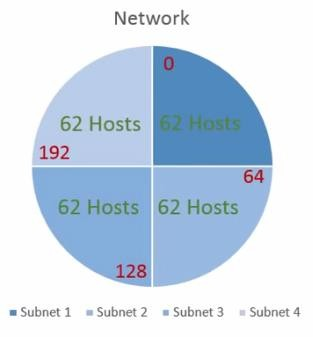 Network
0
62 Hosts 62 Hosts
192
64
62 Hosts 62 Hosts
128
Subnet 1 Subnet 2 Subnet 3 Subnet 4